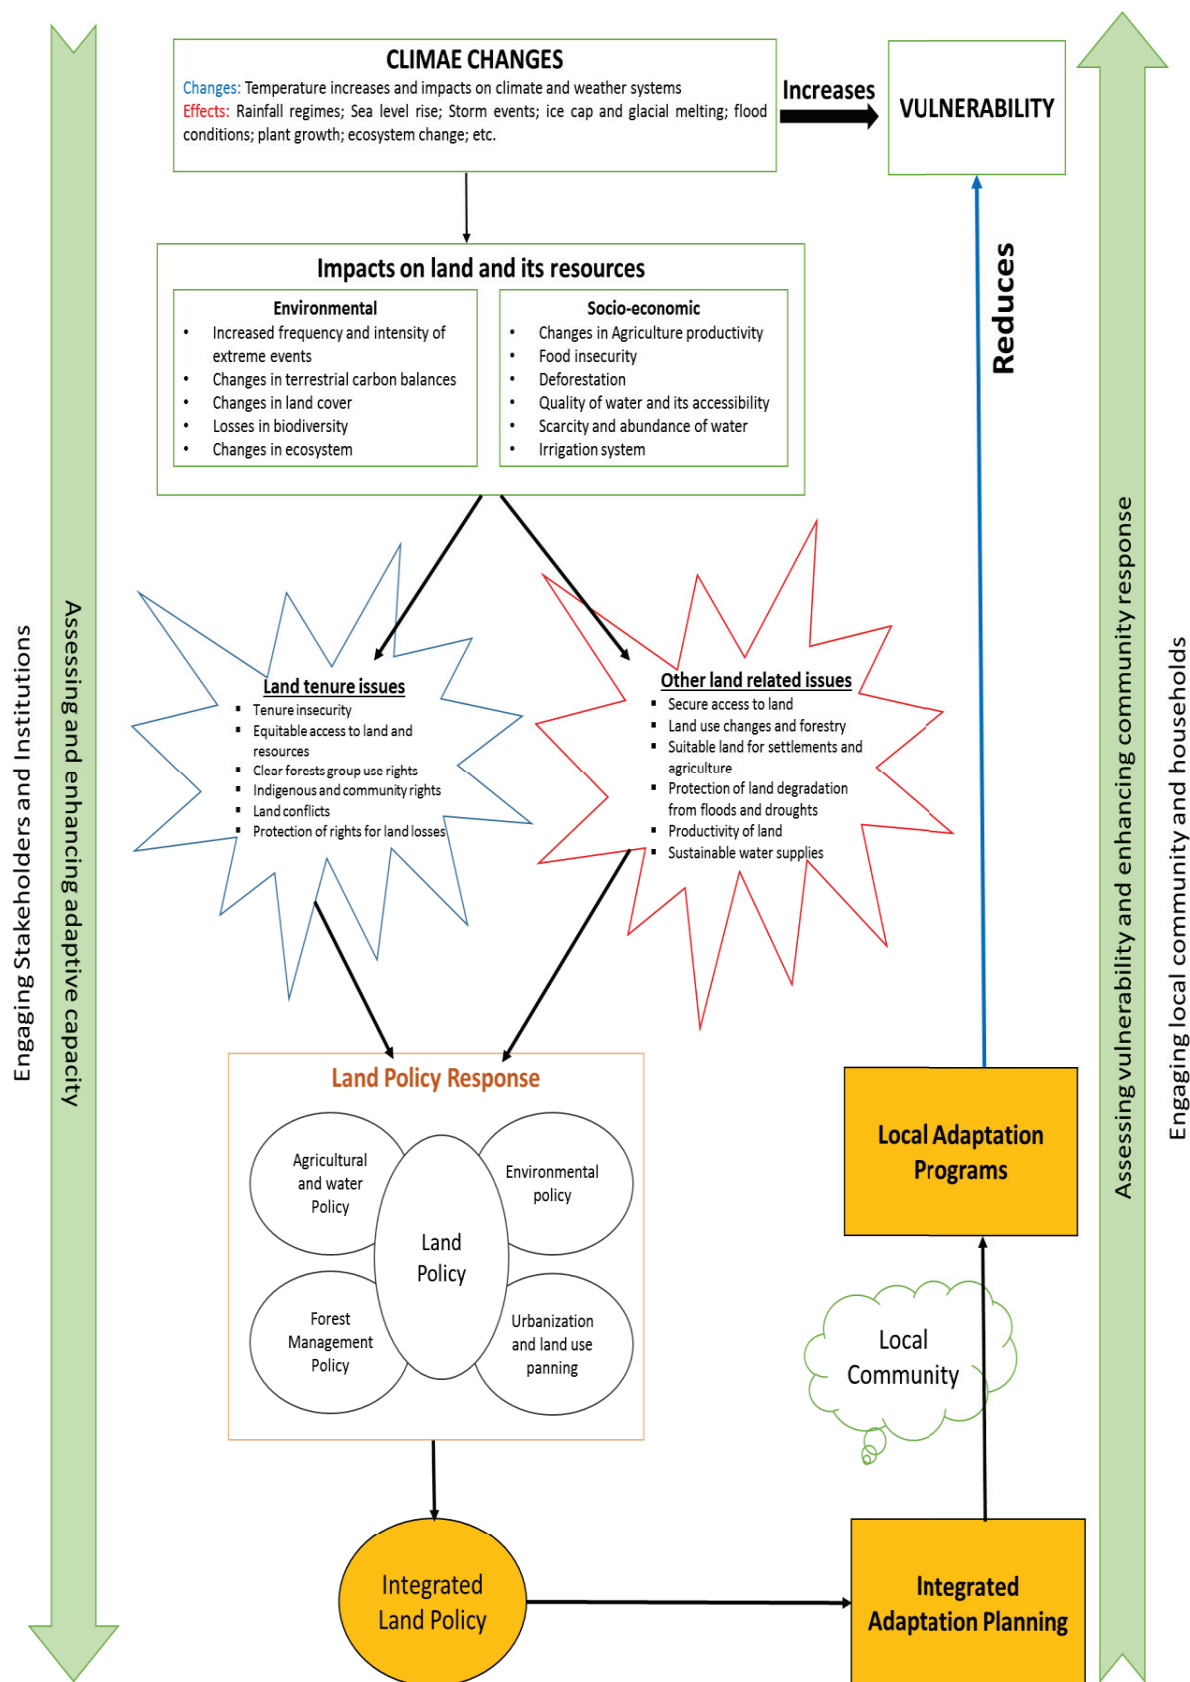 CLIMAE CHANGES
Changes: Temperature increases and impacts on climate and weather systems
Effects: Rainfall regimes; Sea level rise; Storm events; ice cap and glacial melting; flood
conditions; plant growth; ecosystem change; etc.
Increases
VULNERABILITY
Impacts on land and its resources
Environmental
• Increased frequency and intensity of
extreme events
• Changes in terrestrial carbon balances
• Changes in land cover
• Losses in biodiversity
• Changes in ecosystem
Socio-economic
• Changes in Agriculture productivity
• Food insecurity
• Deforestation
• Quality of water and its accessibility
• Scarcity and abundance of water
• Irrigation system
Reduces
Land tenure issues
▪ Tenure insecurity
▪ Equitable access to land and
resources
▪ Clear forests group use rights
▪ Indigenous and community rights
▪ Land conflicts
▪ Protection of rights for land losses
Other land related issues
▪ Secure access to land
▪ Land use changes and forestry
▪ Suitable land for settlements and
agriculture
▪ Protection of land degradation
from floods and droughts
▪ Productivity of land
▪ Sustainable water supplies
Engaging Stakeholders and Institutions
Assessing and enhancing adaptive capacity
Assessing vulnerability and enhancing community response
Engaging local community and households
Land Policy Response
Agricultural
and water
Policy
Environmental
policy
Land
Policy
Forest
Management
Policy
Urbanization
and land use
panning
Local Adaptation
Programs
Local
Community
Integrated
Land Policy
Integrated
Adaptation Planning